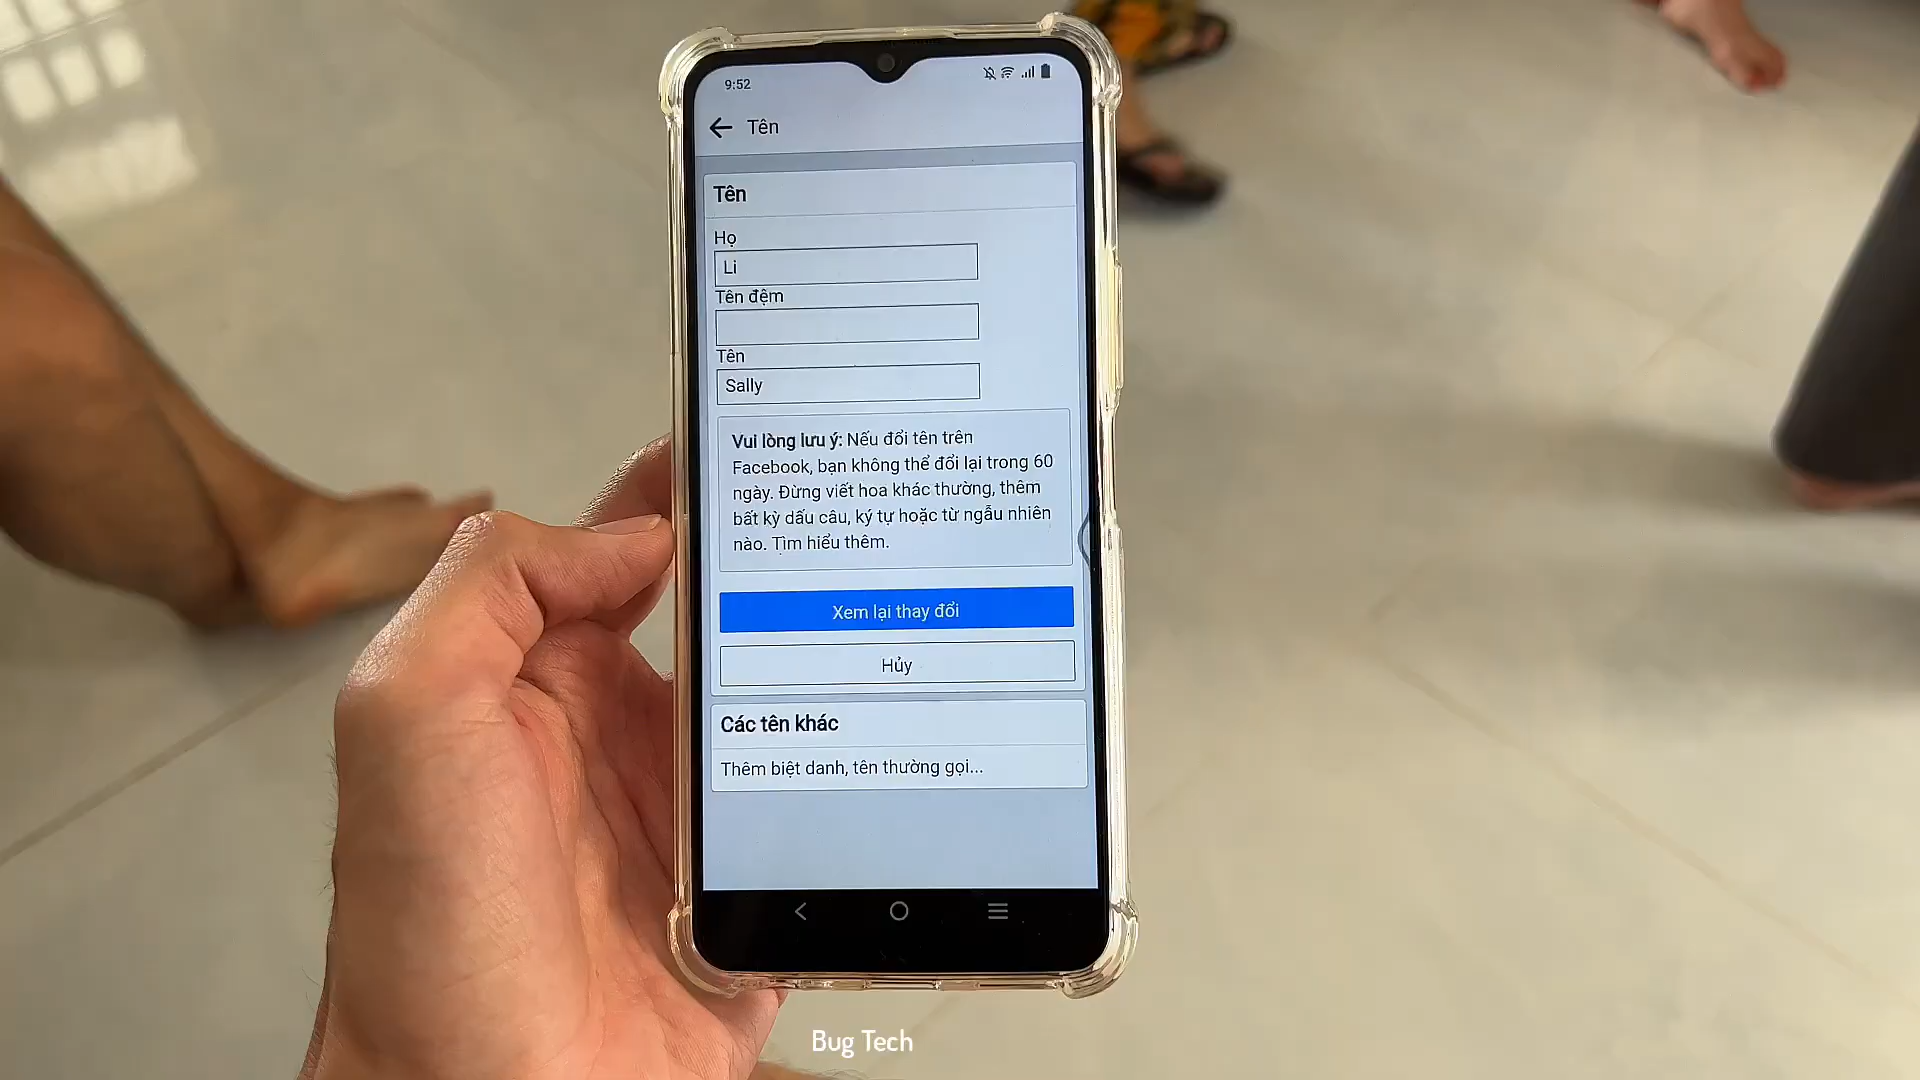 9:52
Tên
Tên
Họ
Li
Tên đệm
Tên
Sally
Vui lòng lưu ý: Nếu đổi tên trên
Facebook, bạn không thể đổi lại trong 60
ngày. Đừng viết hoa khác thường, thêm
bất kỳ dấu câu, ký tự hoặc từ ngẫu nhiên
nào. Tìm hiểu thêm.
Xem lại thay đổi
Hủy
Các tên khác
Thêm biệt danh, tên thường gọi...
Bug Tech